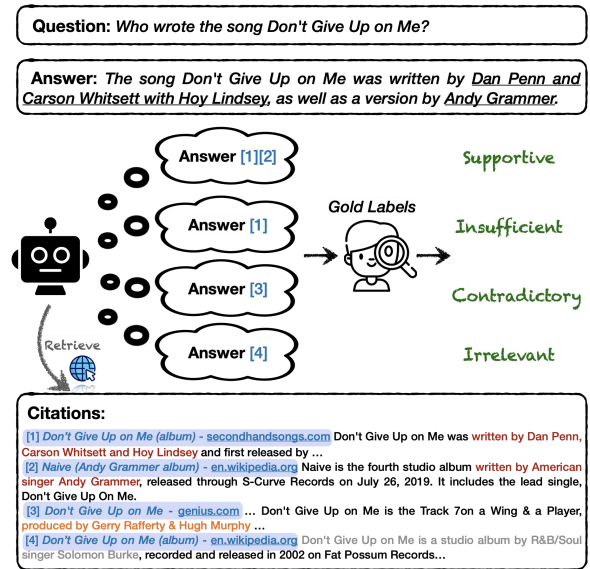 Question: Who wrote the song Don't Give Up on Me?
Answer: The song Don't Give Up on Me was written by Dan Penn and
Carson Whitsett with Hoy Lindsey, as well as a version by Andy Grammer.
Answer [1][2]
Supportive
Gold Labels
Answer [1]
Insufficient
Answer [3]
Contradictory
Retrieve
Answer [4]
Irrelevant
Citations:
[1] Don't Give Up on Me (album) - secondhandsongs.com Don't Give Up on Me was written by Dan Penn,
Carson Whitsett and Hoy Lindsey and first released by ...
[2] Naive (Andy Grammer album) - en.wikipedia.org Naive is the fourth studio album written by American
singer Andy Grammer, released through S-Curve Records on July 26, 2019. It includes the lead single,
Don't Give Up On Me.
[3] Don't Give Up on Me - genius.com ... Don't Give Up on Me is the Track 7on a Wing & a Player,
produced by Gerry Rafferty & Hugh Murphy ...
[4] Don't Give Up on Me (album) - en.wikipedia.org Don't Give Up on Me is a studio album by R&B/Soul
singer Solomon Burke, recorded and released in 2002 on Fat Possum Records...